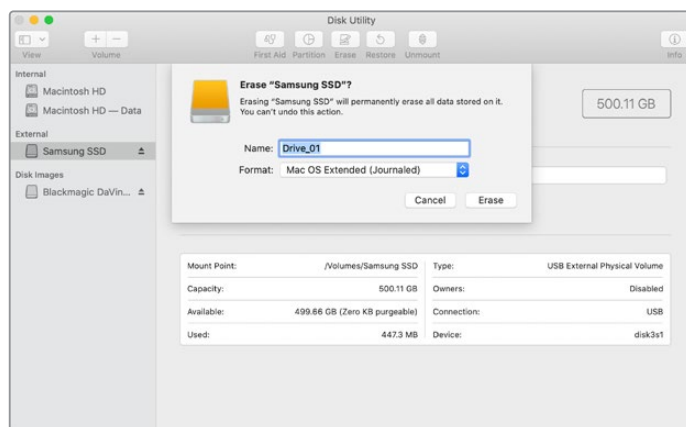 Disk Utility
View
Volume
First Aid
Partition
Erase
Restore
Unmount
Info
Internal
Macintosh HD
Macintosh HD — Data
External
Samsung SSD
Disk Images
Blackmagic DaVin...
Erase “Samsung SSD”?
Erasing “Samsung SSD” will permanently erase all data stored on it.
You can’t undo this action.
Name: Drive_01
Format: Mac OS Extended (Journaled)
Cancel
Erase
500.11 GB
Mount Point: /Volumes/Samsung SSD
Type: USB External Physical Volume
Capacity: 500.11 GB
Owners: Disabled
Available: 499.66 GB (Zero KB purgeable)
Connection: USB
Used: 447.3 MB
Device: disk3s1